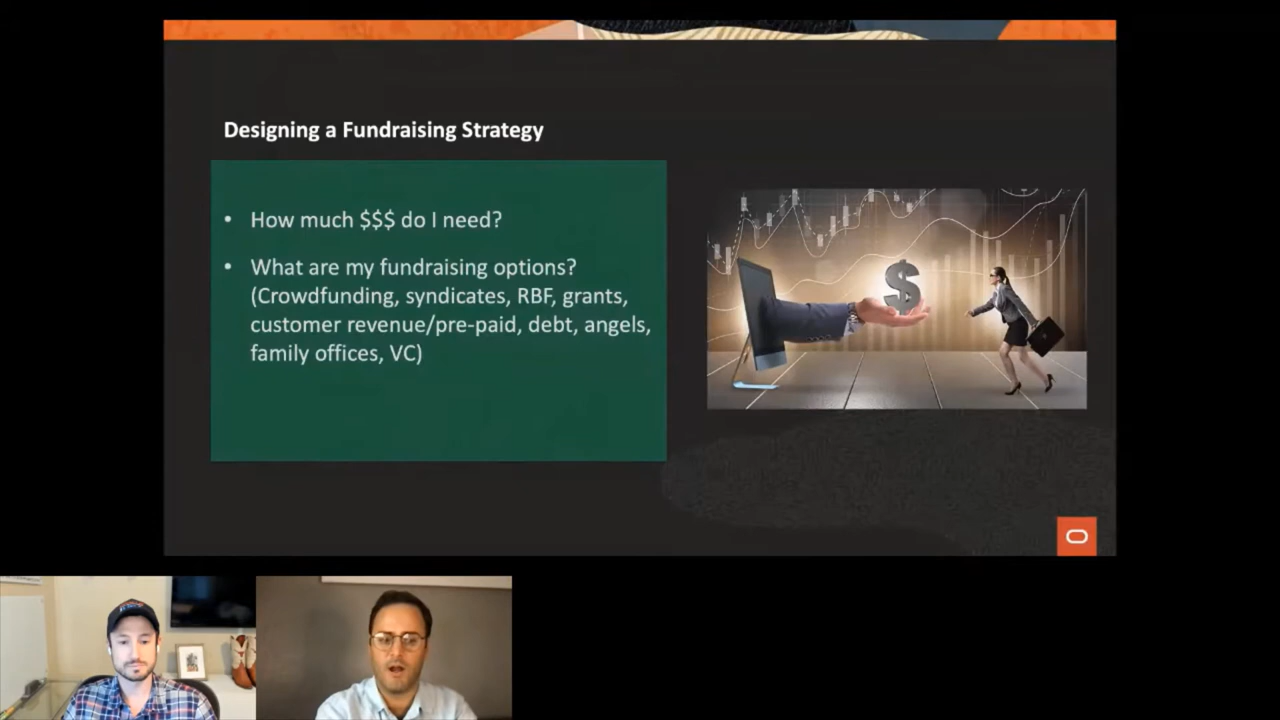 Designing a Fundraising Strategy
• How much $$$ do I need?
• What are my fundraising options?
(Crowdfunding, syndicates, RBF, grants,
customer revenue/pre-paid, debt, angels,
family offices, VC)
$